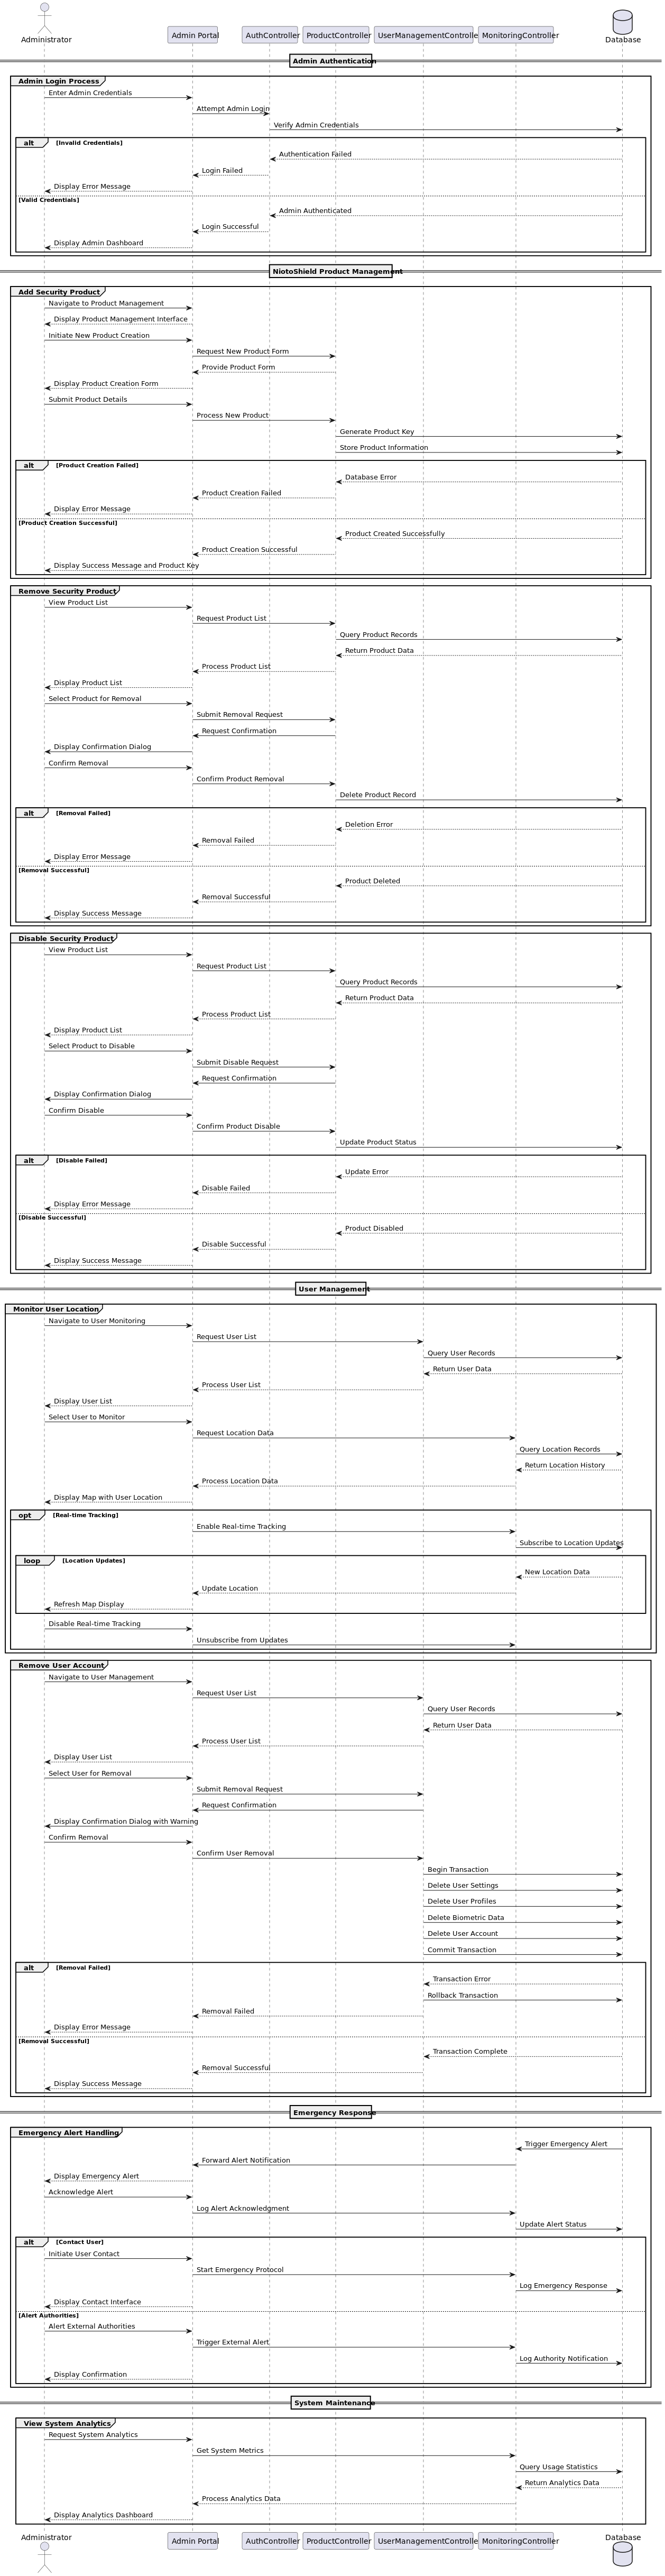 Administrator
Admin Portal
AuthController
ProductController
UserManagementController
MonitoringController
Database
Admin Authentication
Admin Login Process
Enter Admin Credentials
Attempt Admin Login
Verify Admin Credentials
alt [Invalid Credentials]
Authentication Failed
Login Failed
Display Error Message
[Valid Credentials]
Admin Authenticated
Login Successful
Display Admin Dashboard
NiotoShield Product Management
Add Security Product
Navigate to Product Management
Display Product Management Interface
Initiate New Product Creation
Request New Product Form
Provide Product Form
Display Product Creation Form
Submit Product Details
Process New Product
Generate Product Key
Store Product Information
alt [Product Creation Failed]
Database Error
Product Creation Failed
Display Error Message
[Product Creation Successful]
Product Created Successfully
Product Creation Successful
Display Success Message and Product Key
Remove Security Product
View Product List
Request Product List
Query Product Records
Return Product Data
Process Product List
Display Product List
Select Product for Removal
Submit Removal Request
Request Confirmation
Display Confirmation Dialog
Confirm Removal
Confirm Product Removal
Delete Product Record
alt [Removal Failed]
Deletion Error
Removal Failed
Display Error Message
[Removal Successful]
Product Deleted
Removal Successful
Display Success Message
Disable Security Product
View Product List
Request Product List
Query Product Records
Return Product Data
Process Product List
Display Product List
Select Product to Disable
Submit Disable Request
Request Confirmation
Display Confirmation Dialog
Confirm Disable
Confirm Product Disable
Update Product Status
alt [Disable Failed]
Update Error
Disable Failed
Display Error Message
[Disable Successful]
Product Disabled
Disable Successful
Display Success Message
User Management
Monitor User Location
Navigate to User Monitoring
Request User List
Query User Records
Return User Data
Process User List
Display User List
Select User to Monitor
Request Location Data
Query Location Records
Return Location History
Process Location Data
Display Map with User Location
opt [Real-time Tracking]
Enable Real-time Tracking
Subscribe to Location Updates
loop [Location Updates]
New Location Data
Update Location
Refresh Map Display
Disable Real-time Tracking
Unsubscribe from Updates
Remove User Account
Navigate to User Management
Request User List
Query User Records
Return User Data
Process User List
Display User List
Select User for Removal
Submit Removal Request
Request Confirmation
Display Confirmation Dialog with Warning
Confirm Removal
Confirm User Removal
Begin Transaction
Delete User Settings
Delete User Profiles
Delete Biometric Data
Delete User Account
Commit Transaction
alt [Removal Failed]
Transaction Error
Rollback Transaction
Removal Failed
Display Error Message
[Removal Successful]
Transaction Complete
Removal Successful
Display Success Message
Emergency Response
Emergency Alert Handling
Trigger Emergency Alert
Forward Alert Notification
Display Emergency Alert
Acknowledge Alert
Log Alert Acknowledgment
Update Alert Status
alt [Contact User]
Initiate User Contact
Start Emergency Protocol
Log Emergency Response
Display Contact Interface
[Alert Authorities]
Alert External Authorities
Trigger External Alert
Log Authority Notification
Display Confirmation
System Maintenance
View System Analytics
Request System Analytics
Get System Metrics
Query Usage Statistics
Return Analytics Data
Process Analytics Data
Display Analytics Dashboard
Administrator
Admin Portal
AuthController
ProductController
UserManagementController
MonitoringController
Database